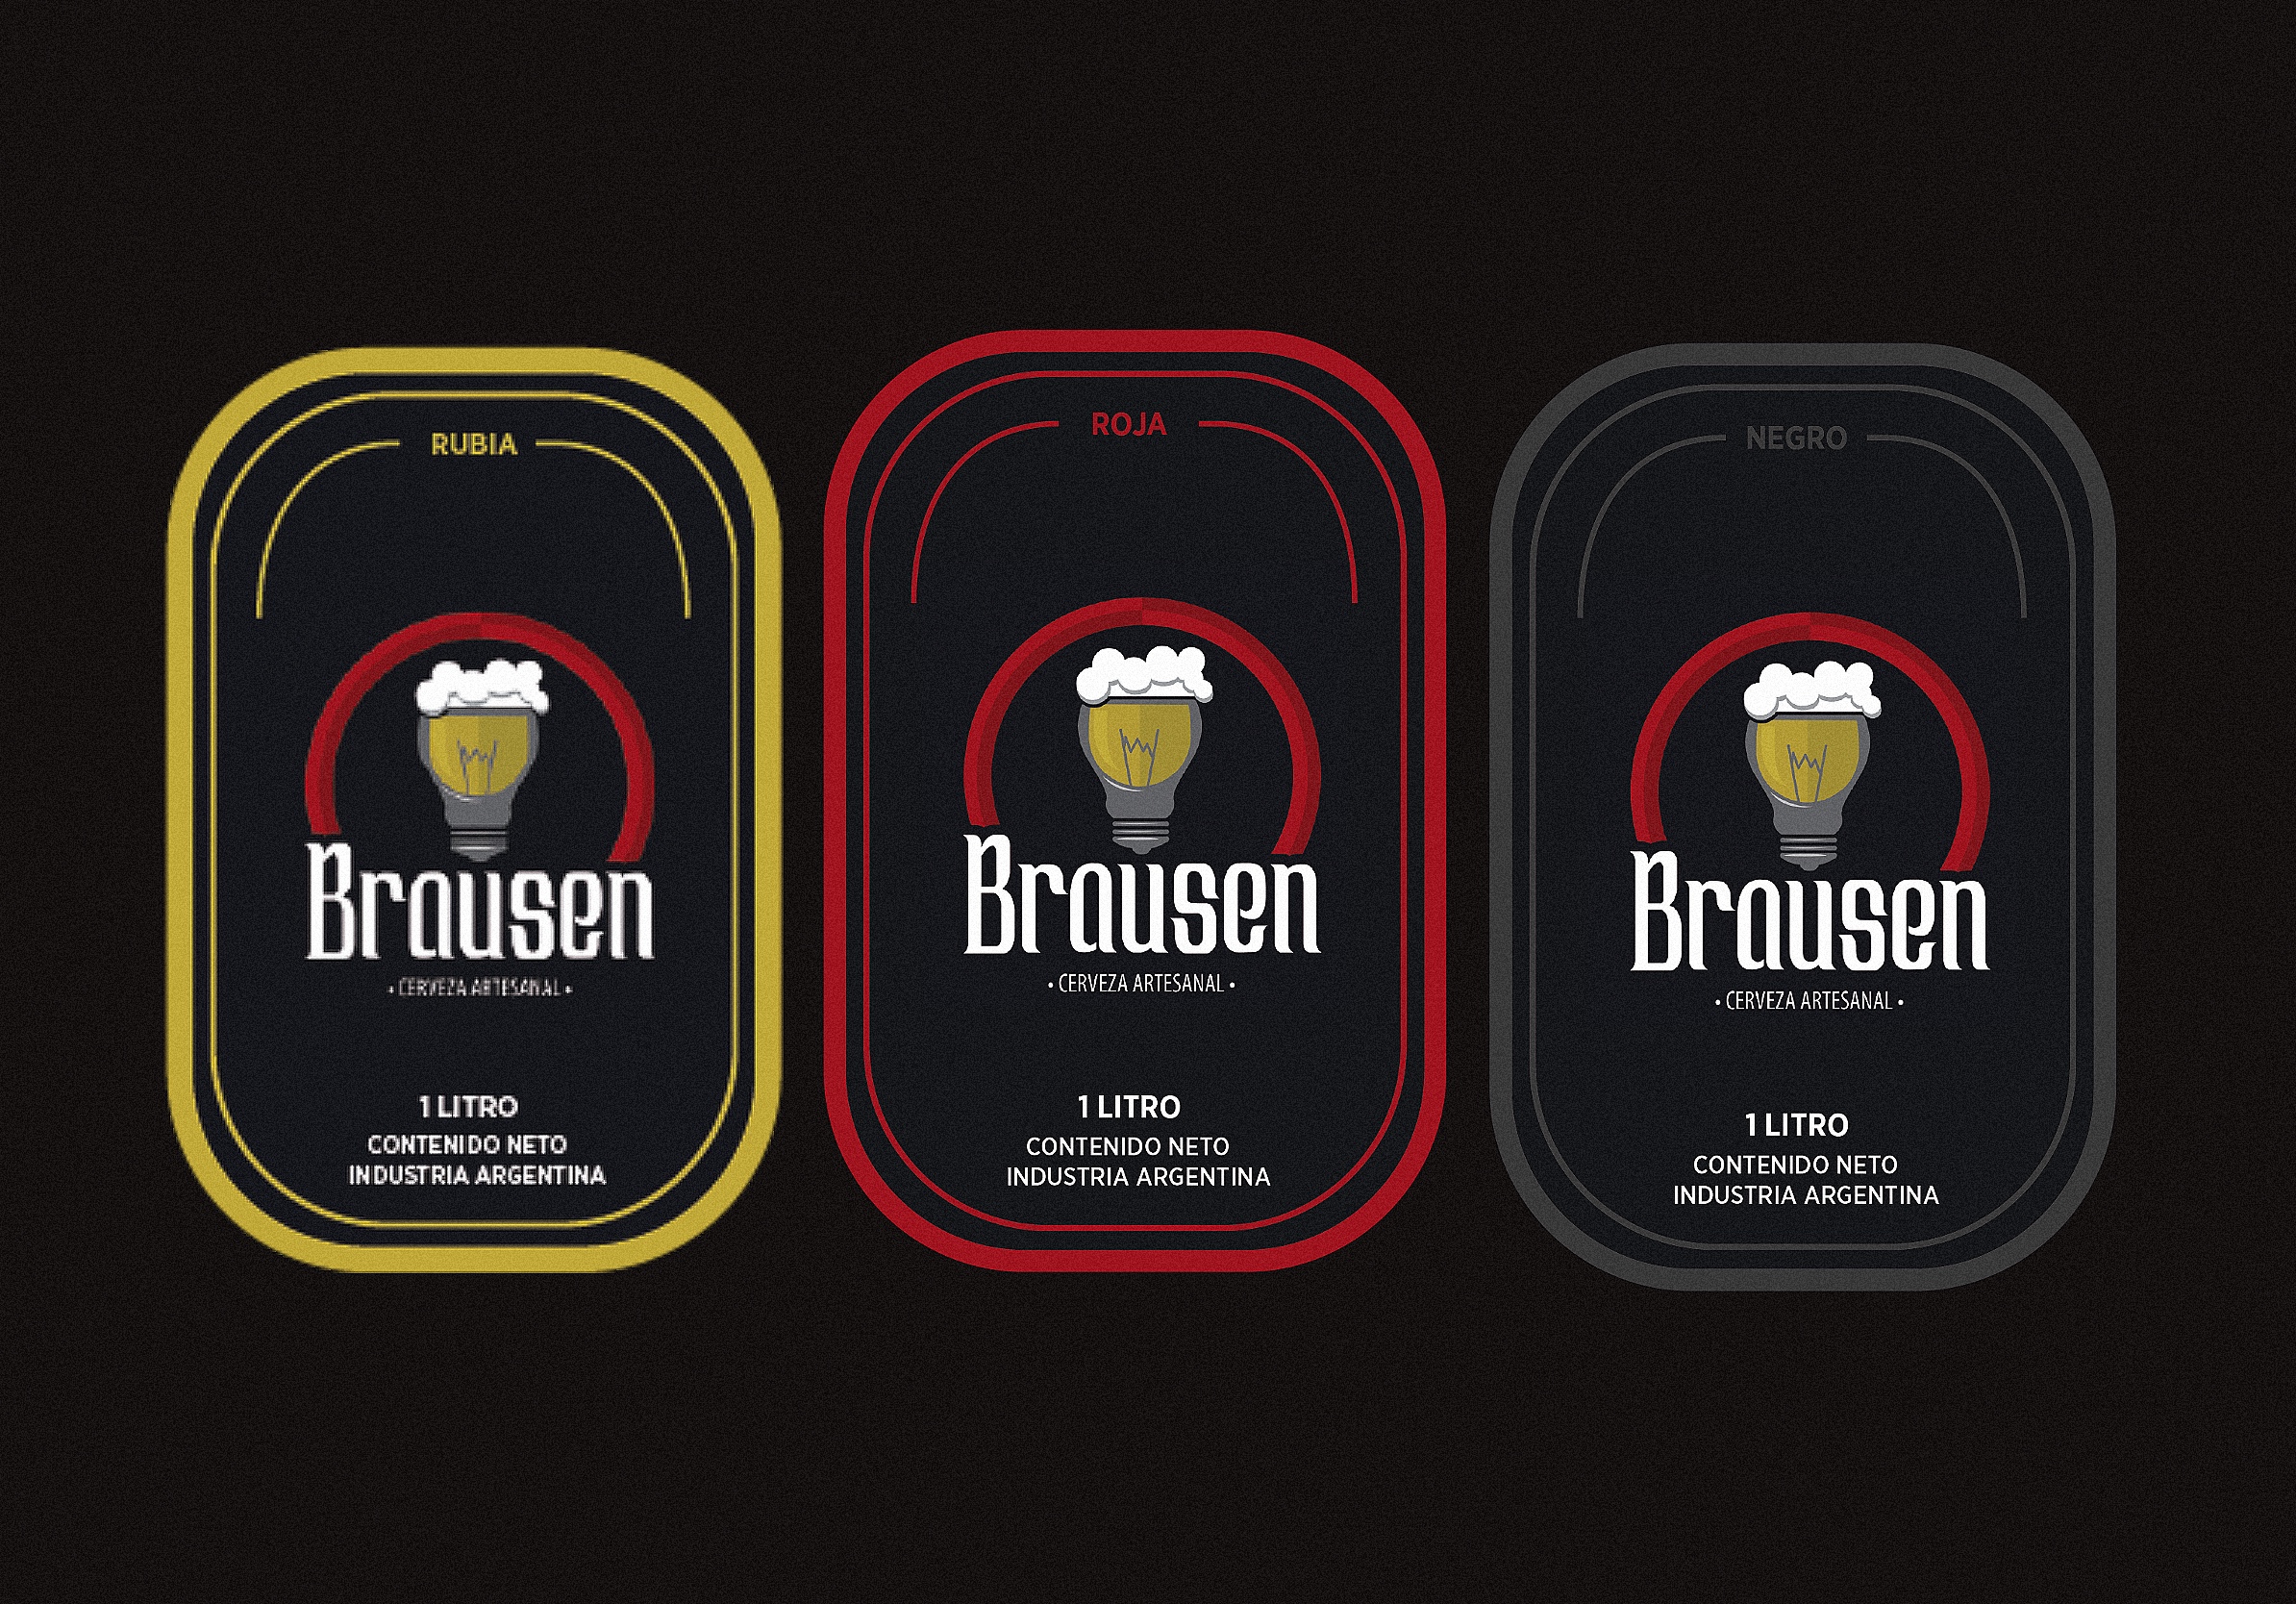 RUBIA
Brausen
• CERVEZA ARTESANAL •
1 LITRO
CONTENIDO NETO
INDUSTRIA ARGENTINA
ROJA
Brausen
• CERVEZA ARTESANAL •
1 LITRO
CONTENIDO NETO
INDUSTRIA ARGENTINA
NEGRO
Brausen
• CERVEZA ARTESANAL •
1 LITRO
CONTENIDO NETO
INDUSTRIA ARGENTINA